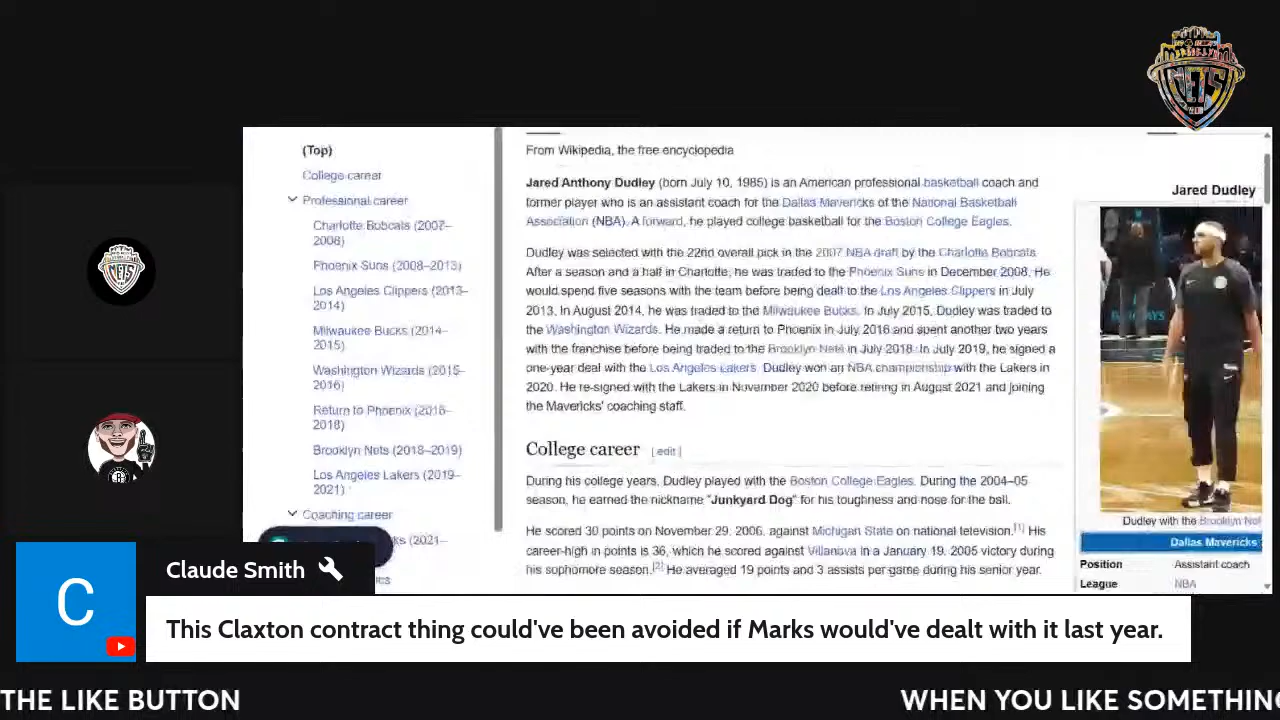 NETS
(Top)
College career
Professional career
Charlotte Bobcats (2007–
2008)
Phoenix Suns (2008–2013)
Los Angeles Clippers (2013–
2014)
Milwaukee Bucks (2014–
2015)
Washington Wizards (2015–
2016)
Return to Phoenix (2016–
2018)
Brooklyn Nets (2018–2019)
Los Angeles Lakers (2019–
2021)
Coaching career
ks (2021–
ics
From Wikipedia, the free encyclopedia
Jared Anthony Dudley (born July 10, 1985) is an American professional basketball coach and
former player who is an assistant coach for the Dallas Mavericks of the National Basketball
Association (NBA). A forward, he played college basketball for the Boston College Eagles.
Dudley was selected with the 22nd overall pick in the 2007 NBA draft by the Charlotte Bobcats.
After a season and a half in Charlotte, he was traded to the Phoenix Suns in December 2008. He
would spend five seasons with the team before being dealt to the Los Angeles Clippers in July
2013. In August 2014, he was traded to the Milwaukee Bucks. In July 2015, Dudley was traded to
the Washington Wizards. He made a return to Phoenix in July 2016 and spent another two years
with the franchise before being traded to the Brooklyn Nets in July 2018. In July 2019, he signed a
one-year deal with the Los Angeles Lakers. Dudley won an NBA championship with the Lakers in
2020. He re-signed with the Lakers in November 2020 before retiring in August 2021 and joining
the Mavericks' coaching staff.
College career [ edit ]
During his college years, Dudley played with the Boston College Eagles. During the 2004–05
season, he earned the nickname "Junkyard Dog" for his toughness and nose for the ball.
He scored 30 points on November 29, 2006, against Michigan State on national television.[1] His
career-high in points is 36, which he scored against Villanova in a January 19, 2005 victory during
his sophomore season.[2] He averaged 19 points and 3 assists per game during his senior year.
Jared Dudley
Dudley with the Brooklyn Net
Dallas Mavericks
Position Assistant coach
League NBA
NETS
C
Claude Smith
This Claxton contract thing could've been avoided if Marks would've dealt with it last year.
THE LIKE BUTTON WHEN YOU LIKE SOMETHING